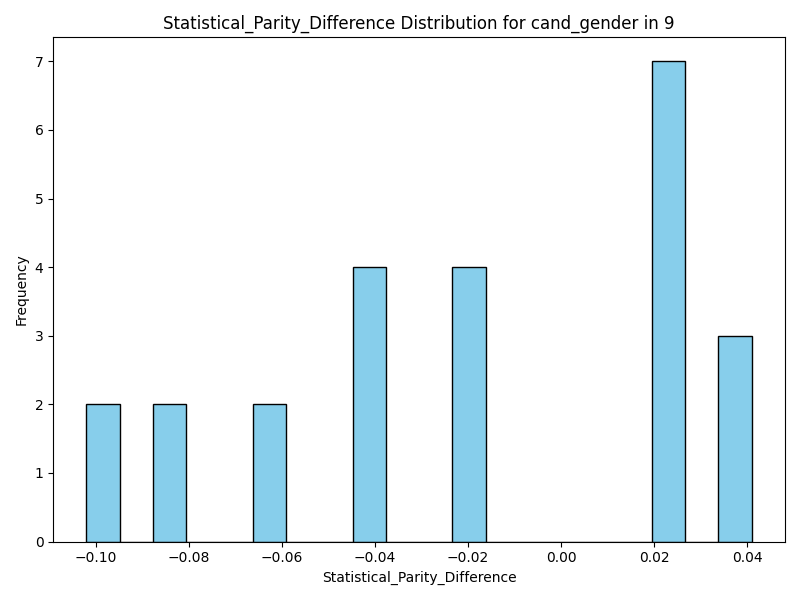 Statistical_Parity_Difference Distribution for cand_gender in 9
Frequency
7
6
5
4
3
2
1
0
−0.10 −0.08 −0.06 −0.04 −0.02 0.00 0.02 0.04
Statistical_Parity_Difference